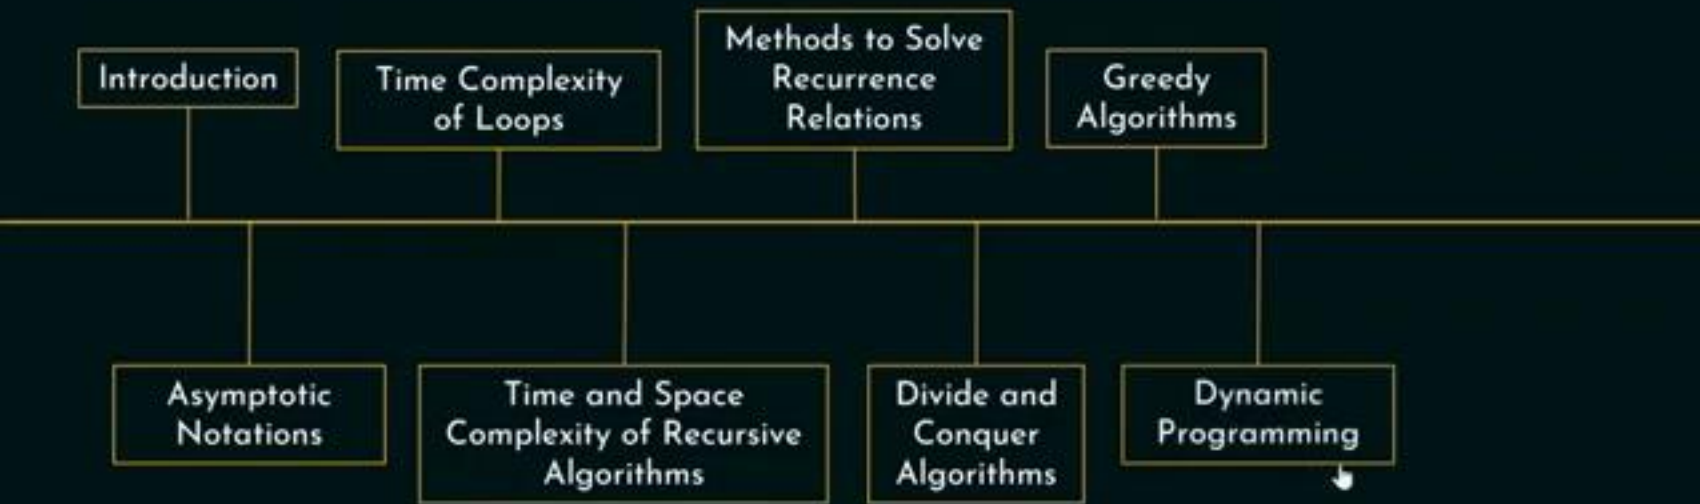 Introduction
Time Complexity
of Loops
Methods to Solve
Recurrence
Relations
Greedy
Algorithms
Asymptotic
Notations
Time and Space
Complexity of Recursive
Algorithms
Divide and
Conquer
Algorithms
Dynamic
Programming